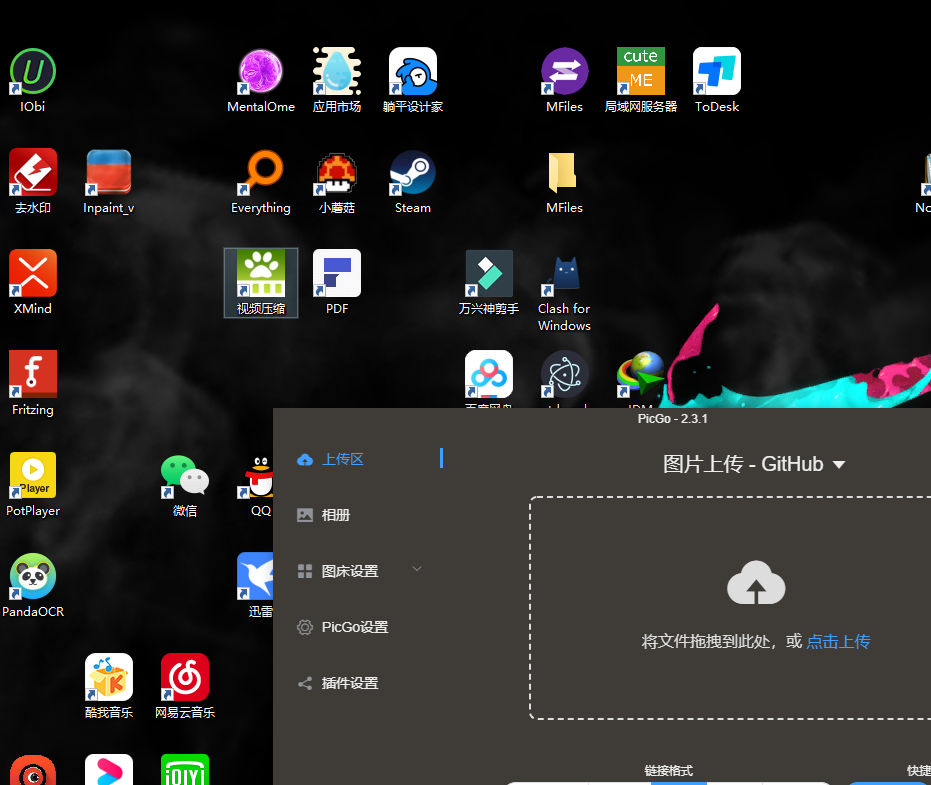 IObi
MentalOme
应用市场
躺平设计家
MFiles
cute
ME
局域网服务器
ToDesk
去水印
Inpaint_v
Everything
小蘑菇
Steam
MFiles
No
XMind
视频压缩
PDF
万兴神剪手
Clash for
Windows
Fritzing
PicGo - 2.3.1
上传区
图片上传 - GitHub
Player
PotPlayer
微信
QQ
相册
图床设置
PandaOCR
迅雷
PicGo设置
将文件拖拽到此处，或 点击上传
插件设置
酷我音乐
网易云音乐
链接格式
快捷
iQIY